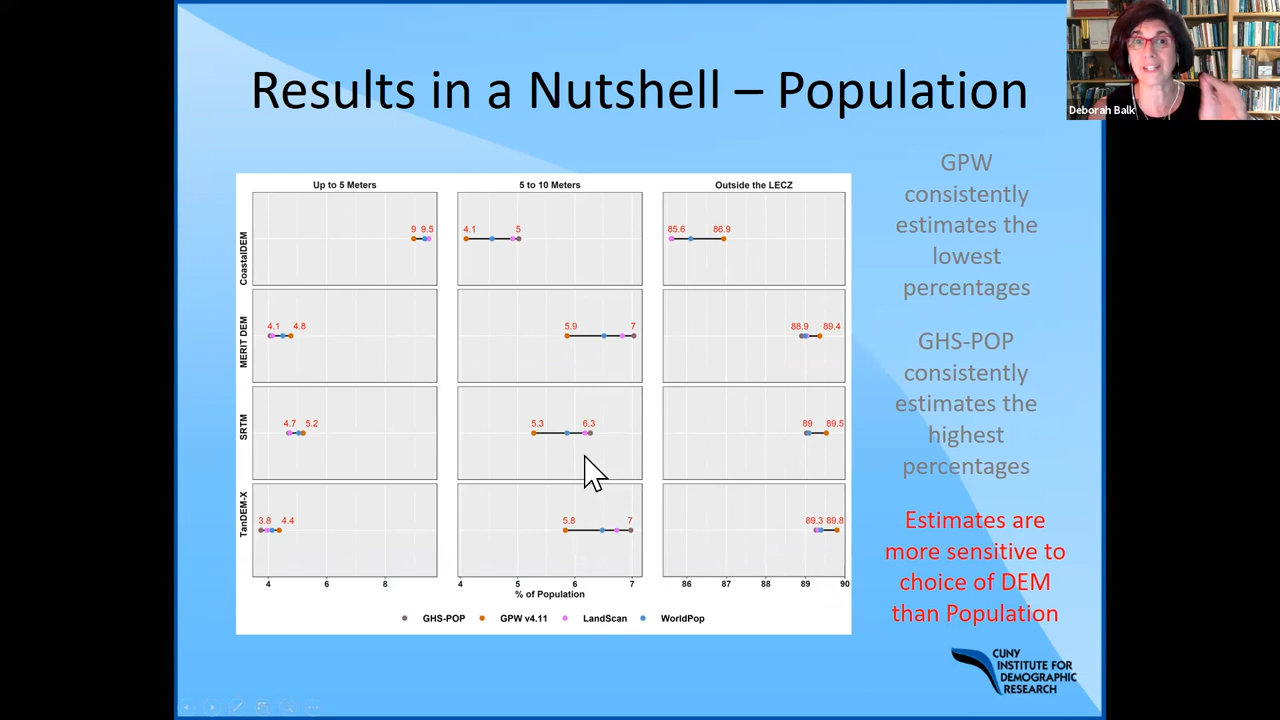 Results in a Nutshell – Population
Deborah Balk
Up to 5 Meters
5 to 10 Meters
Outside the LECZ
CoastalDEM
9 9.5
4.1 5
85.6 86.9
MERIT DEM
4.1 4.8
5.9 7
88.9 89.4
SRTM
4.7 5.2
5.3 6.3
89 89.5
TanDEM-X
3.8 4.4
5.8 7
89.3 89.8
4 6 8
4 5 6 7
86 87 88 89 90
% of Population
GHS-POP GPW v4.11 LandScan WorldPop
GPW
consistently
estimates the
lowest
percentages
GHS-POP
consistently
estimates the
highest
percentages
Estimates are
more sensitive to
choice of DEM
than Population
CUNY
INSTITUTE FOR
DEMOGRAPHIC
RESEARCH